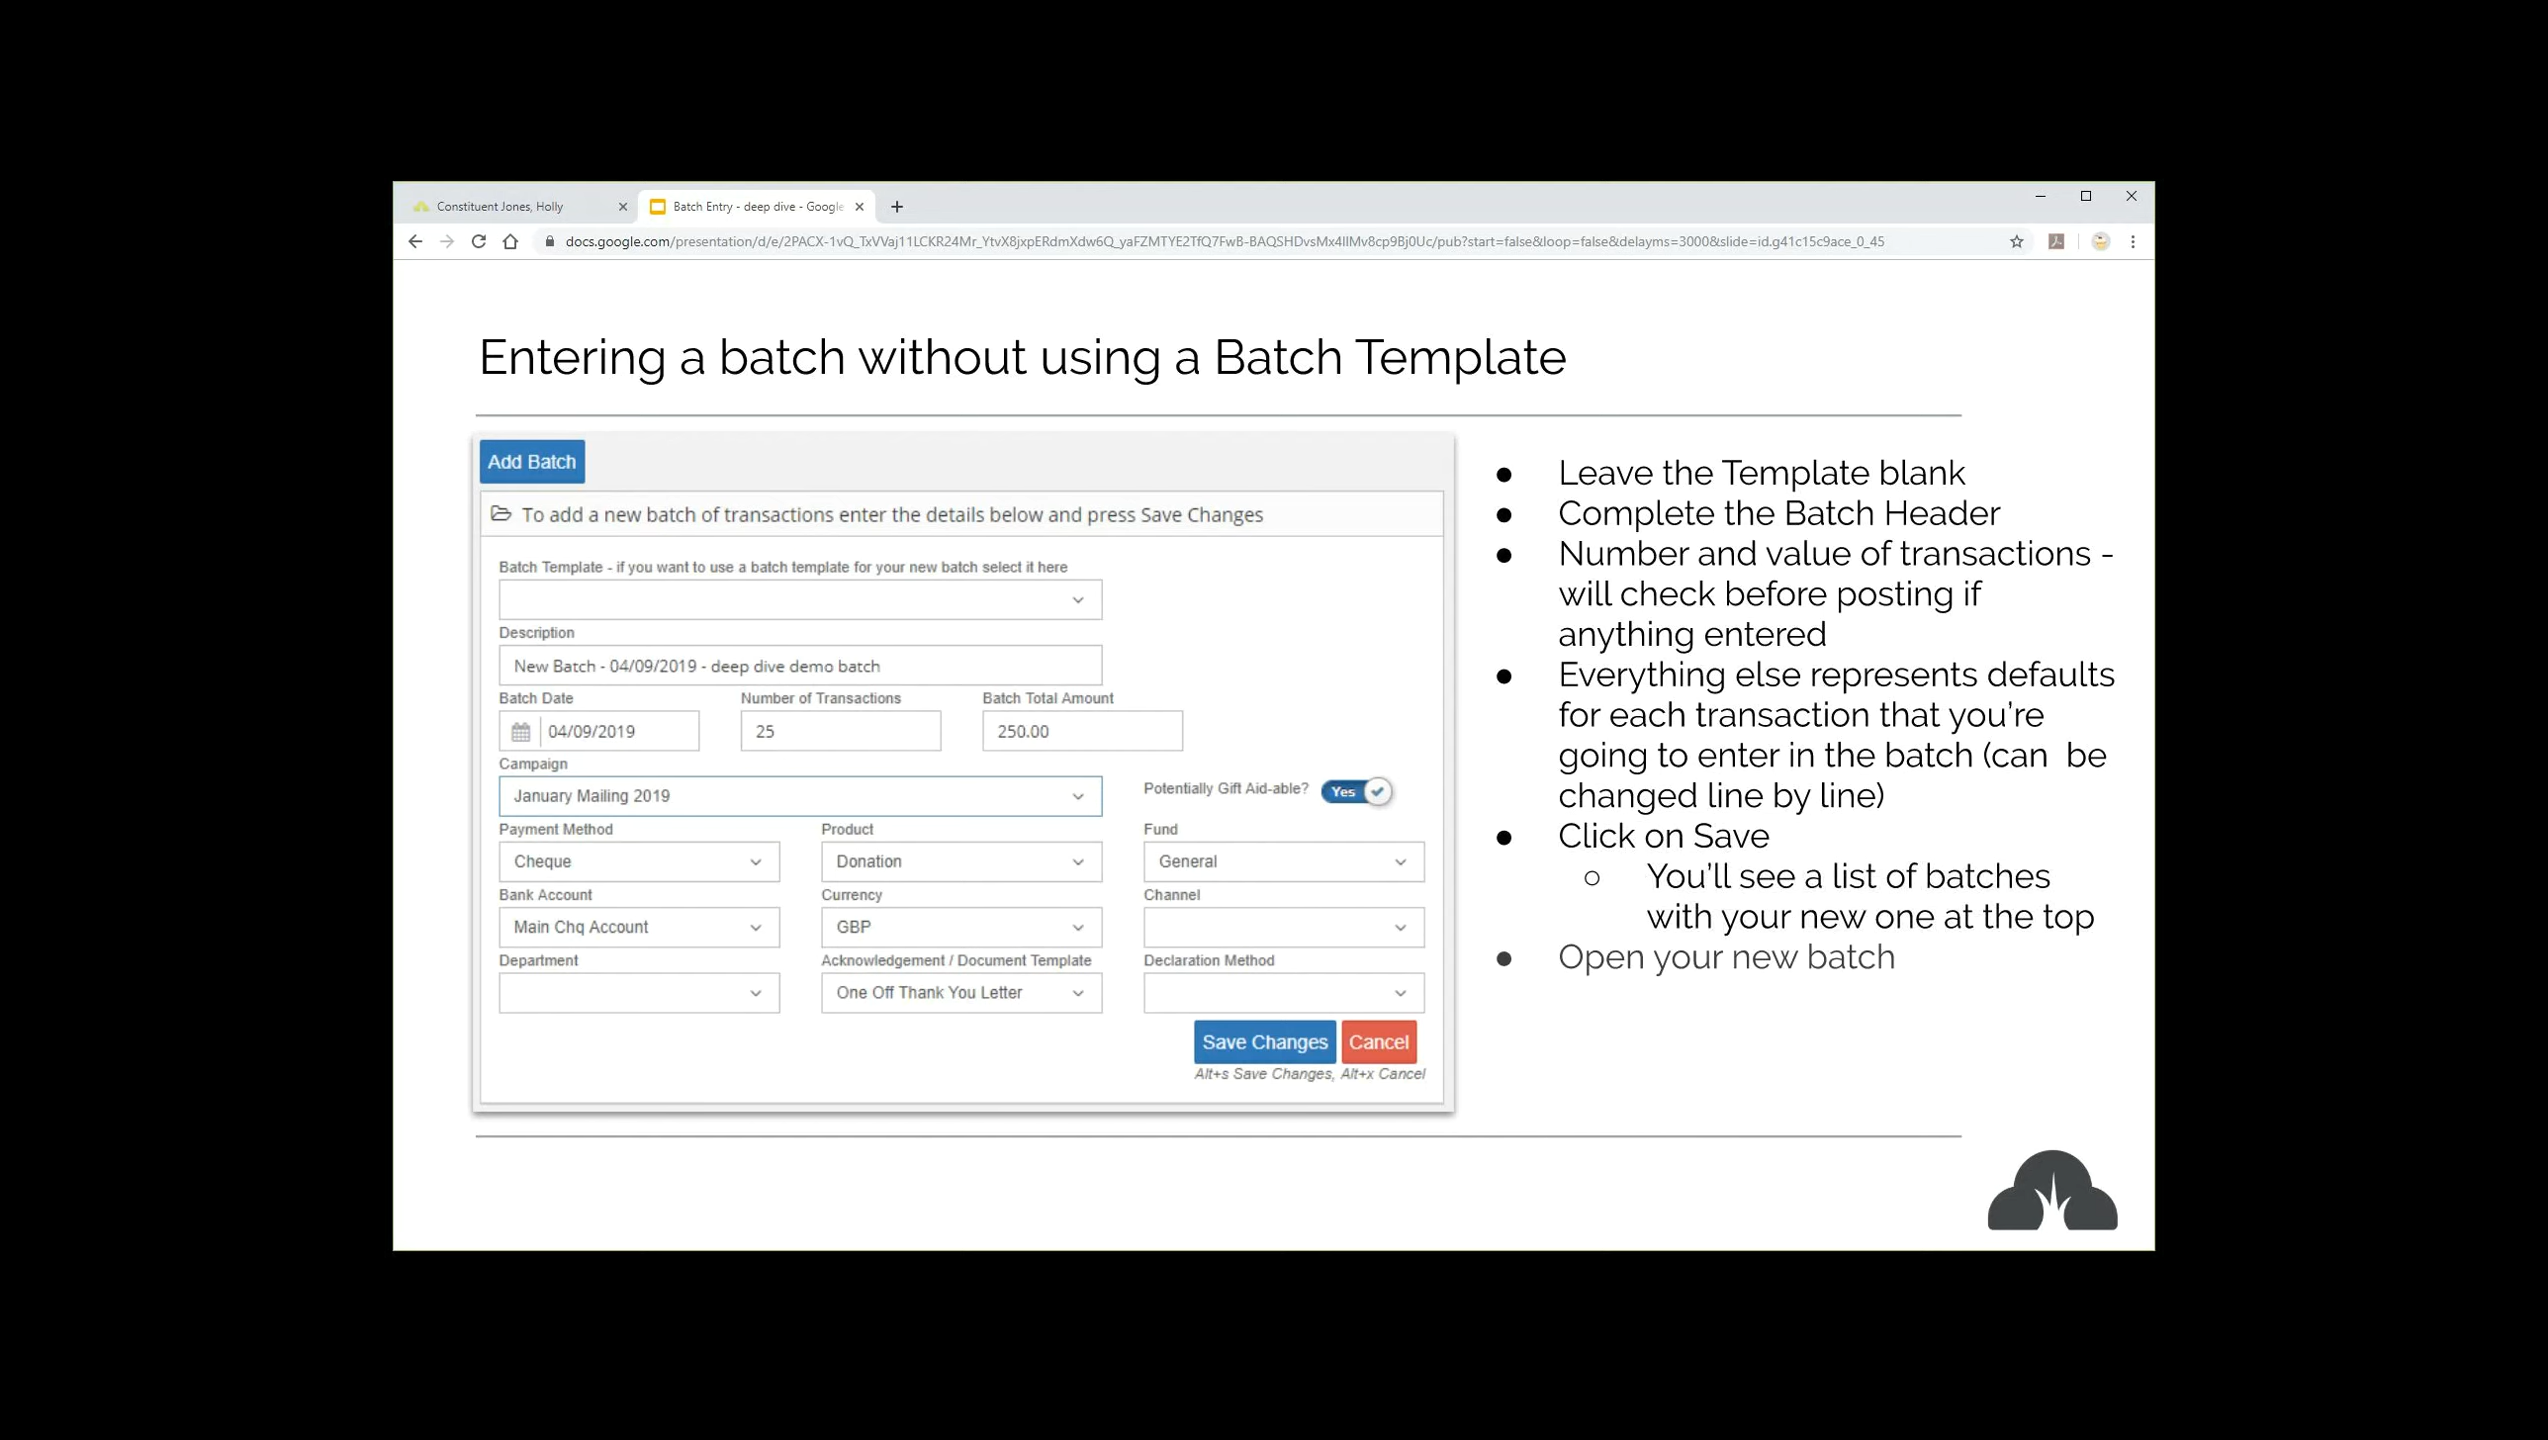 Constituent Jones, Holly
Batch Entry - deep dive - Google
docs.google.com/presentation/d/e/2PACX-1vQ_TxVVaj11LCKR24Mr_YtvX8jxpERdmXdw6Q_yaFZMTYE2TfQ7FwB-BAQSHDvsMx4IIMv8cp9Bj0Uc/pub?start=false&loop=false&delayms=3000&slide=id.g41c15c9ace_0_45
Entering a batch without using a Batch Template
Add Batch
To add a new batch of transactions enter the details below and press Save Changes
Batch Template - if you want to use a batch template for your new batch select it here
Description
New Batch - 04/09/2019 - deep dive demo batch
Batch Date Number of Transactions Batch Total Amount
04/09/2019 25 250.00
Campaign
January Mailing 2019
Potentially Gift Aid-able? Yes
Payment Method Product Fund
Cheque Donation General
Bank Account Currency Channel
Main Chq Account GBP
Department Acknowledgement / Document Template Declaration Method
One Off Thank You Letter
Save Changes Cancel
Alt+s Save Changes, Alt+x Cancel
● Leave the Template blank
● Complete the Batch Header
● Number and value of transactions -
will check before posting if
anything entered
● Everything else represents defaults
for each transaction that you're
going to enter in the batch (can be
changed line by line)
● Click on Save
○ You'll see a list of batches
with your new one at the top
● Open your new batch